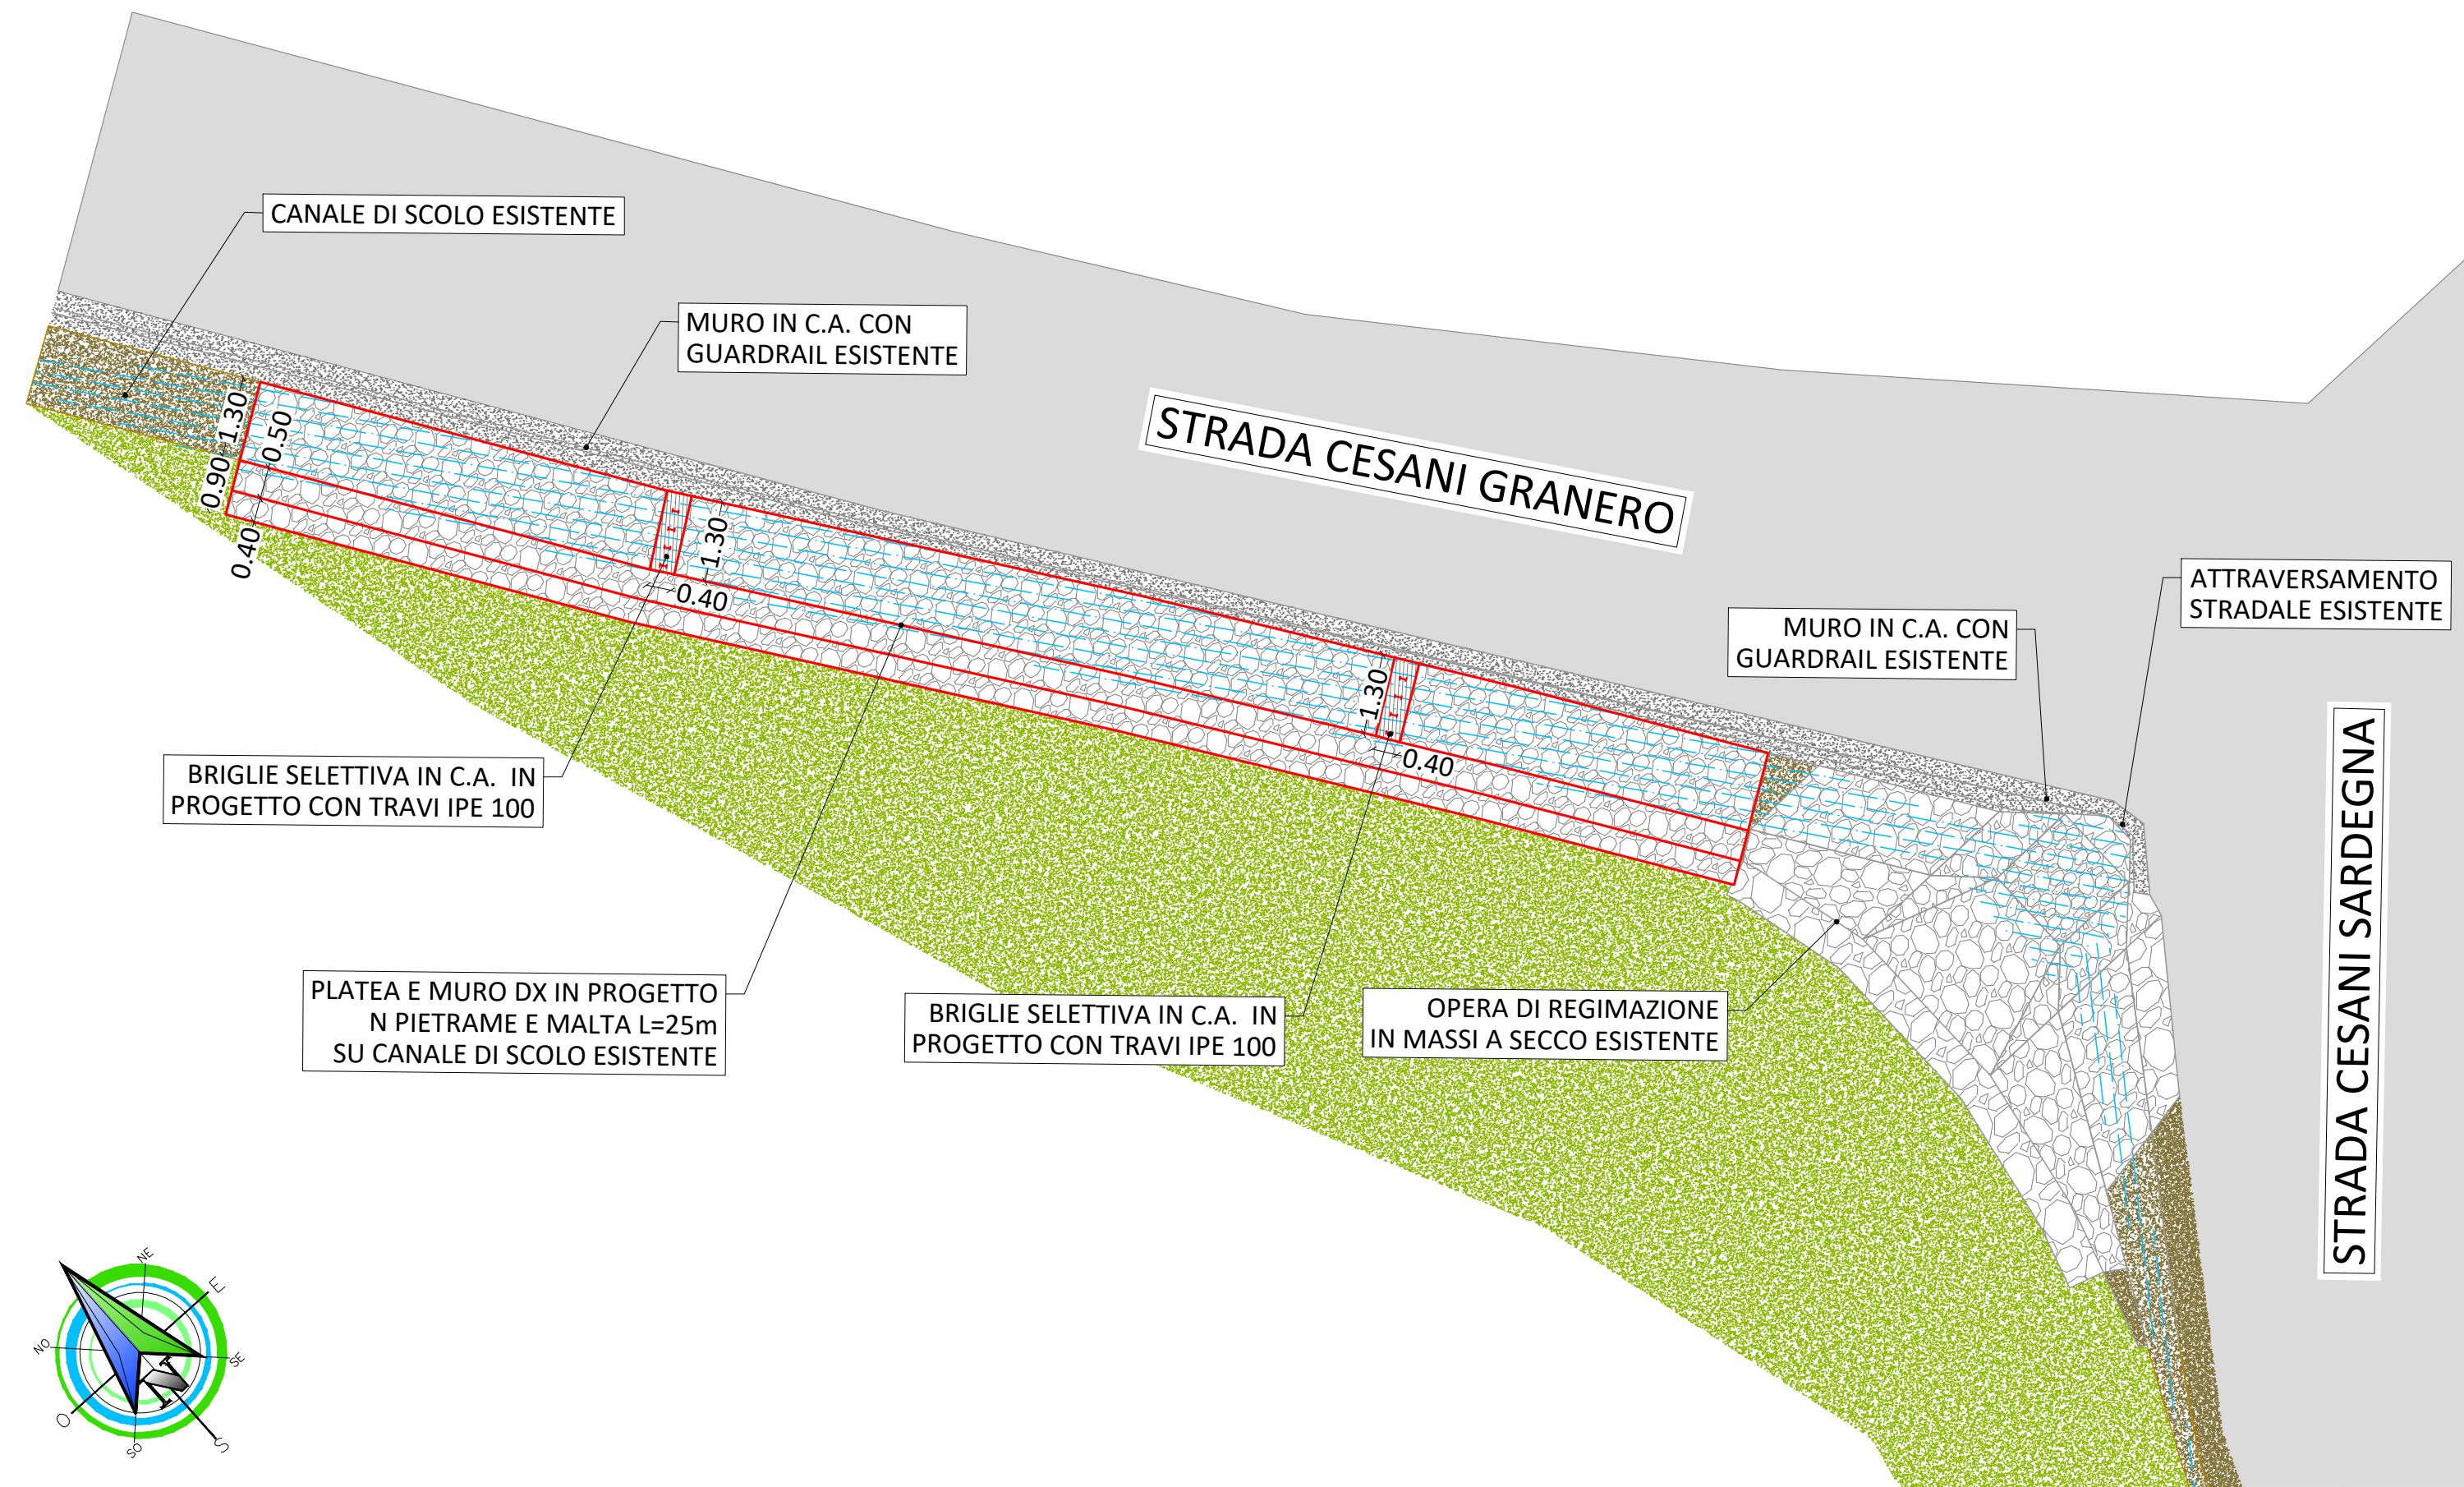 CANALE DI SCOLO ESISTENTE
MURO IN C.A. CON
GUARDRAIL ESISTENTE
STRADA CESANI GRANERO
1.30
0.50
0.90
0.40
1.30
0.40
1.30
0.40
ATTRAVERSAMENTO
STRADALE ESISTENTE
MURO IN C.A. CON
GUARDRAIL ESISTENTE
STRADA CESANI SARDEGNA
BRIGLIE SELETTIVA IN C.A. IN
PROGETTO CON TRAVI IPE 100
PLATEA E MURO DX IN PROGETTO
N PIETRAME E MALTA L=25m
SU CANALE DI SCOLO ESISTENTE
BRIGLIE SELETTIVA IN C.A. IN
PROGETTO CON TRAVI IPE 100
OPERA DI REGIMAZIONE
IN MASSI A SECCO ESISTENTE
NE
E
NO
SE
N
O
SO
S